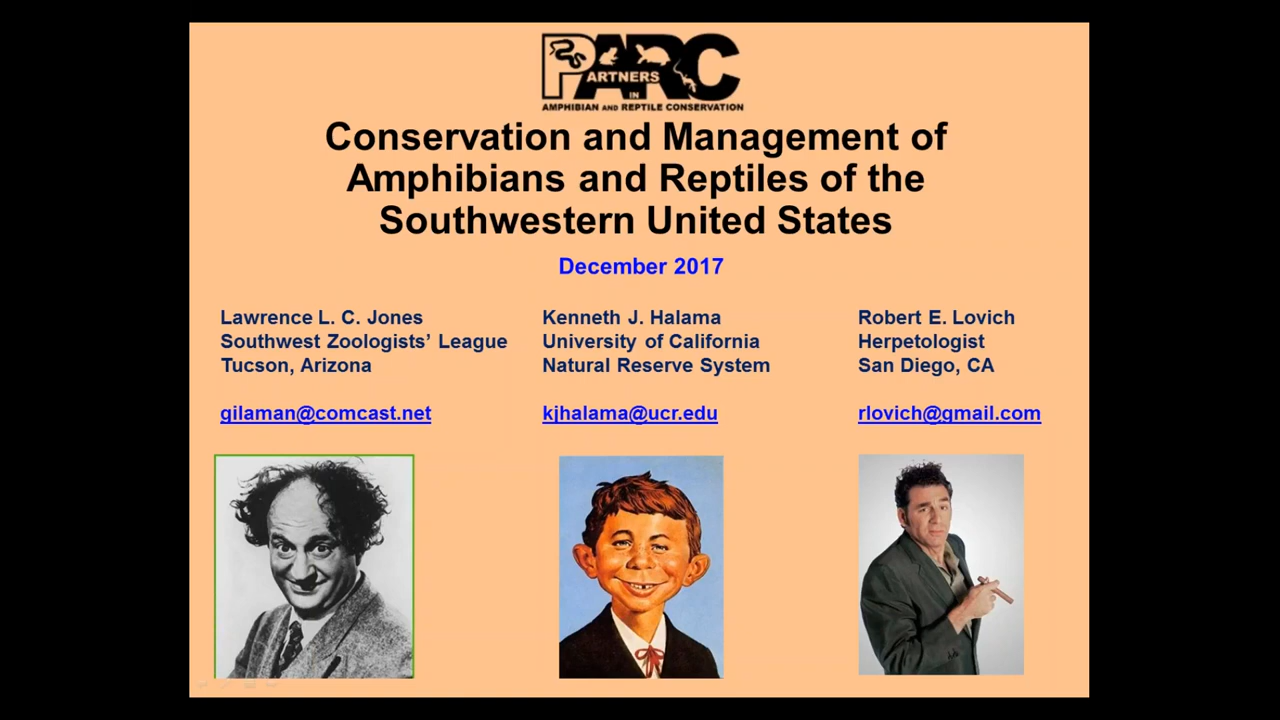 PARC
PARTNERS
IN
AMPHIBIAN AND REPTILE CONSERVATION
Conservation and Management of
Amphibians and Reptiles of the
Southwestern United States
December 2017
Lawrence L. C. Jones
Southwest Zoologists’ League
Tucson, Arizona
gilaman@comcast.net
Kenneth J. Halama
University of California
Natural Reserve System
kjhalama@ucr.edu
Robert E. Lovich
Herpetologist
San Diego, CA
rlovich@gmail.com